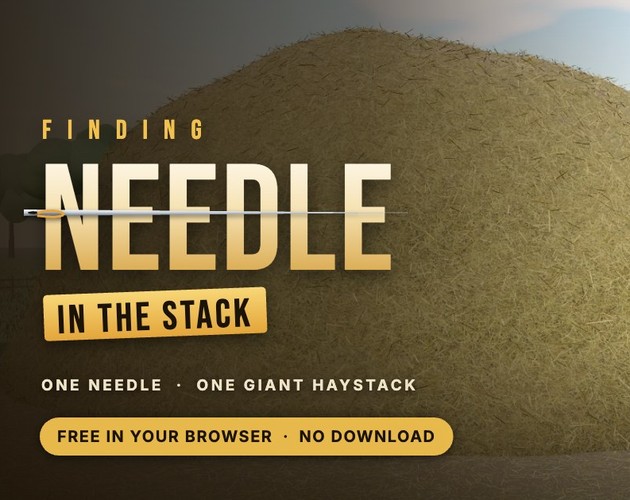 FINDING
NEEDLE
IN THE STACK
ONE NEEDLE · ONE GIANT HAYSTACK
FREE IN YOUR BROWSER · NO DOWNLOAD